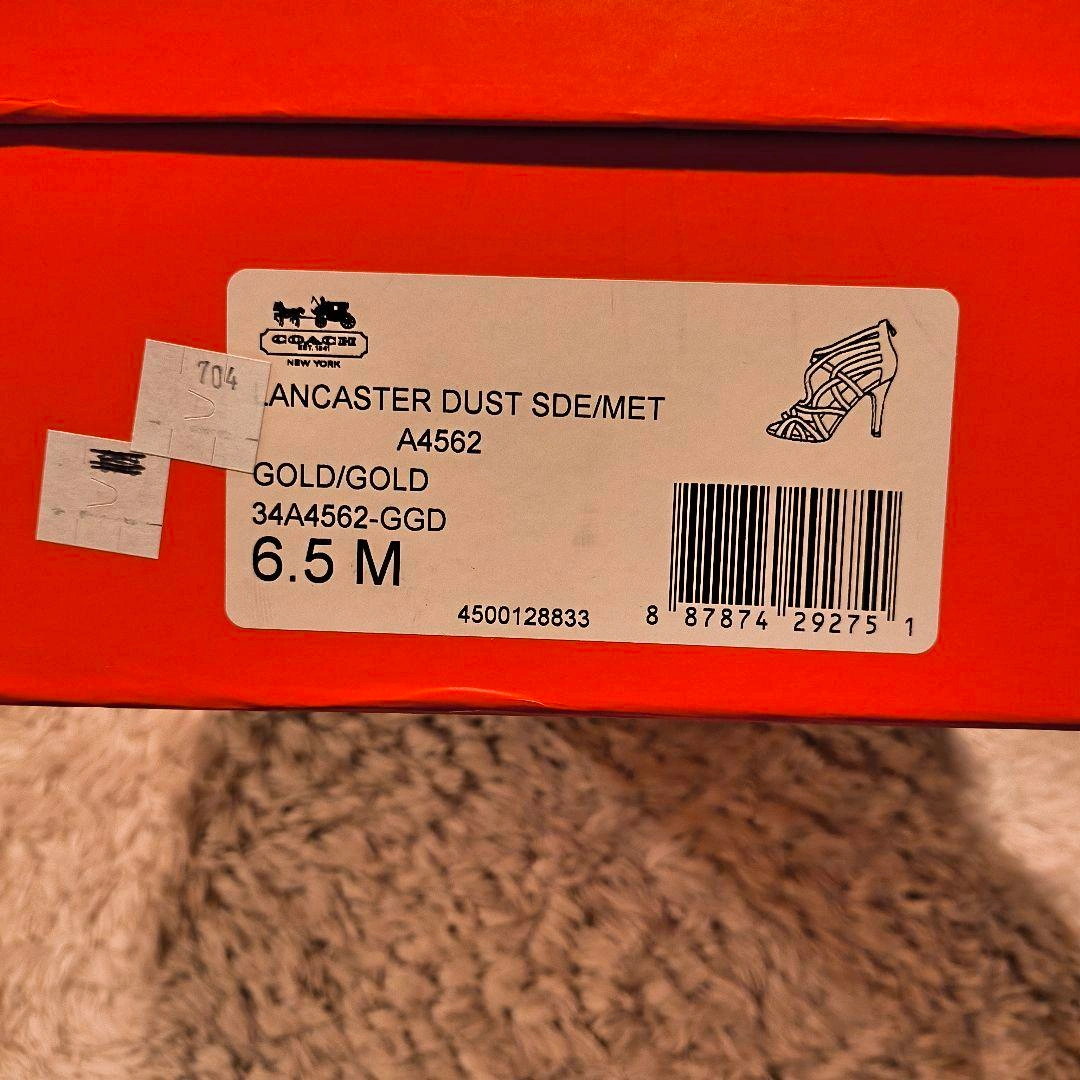 COACH
EST. 1941
NEW YORK
704
LANCASTER DUST SDE/MET
A4562
GOLD/GOLD
34A4562-GGD
6.5 M
4500128833
8 87874 29275 1